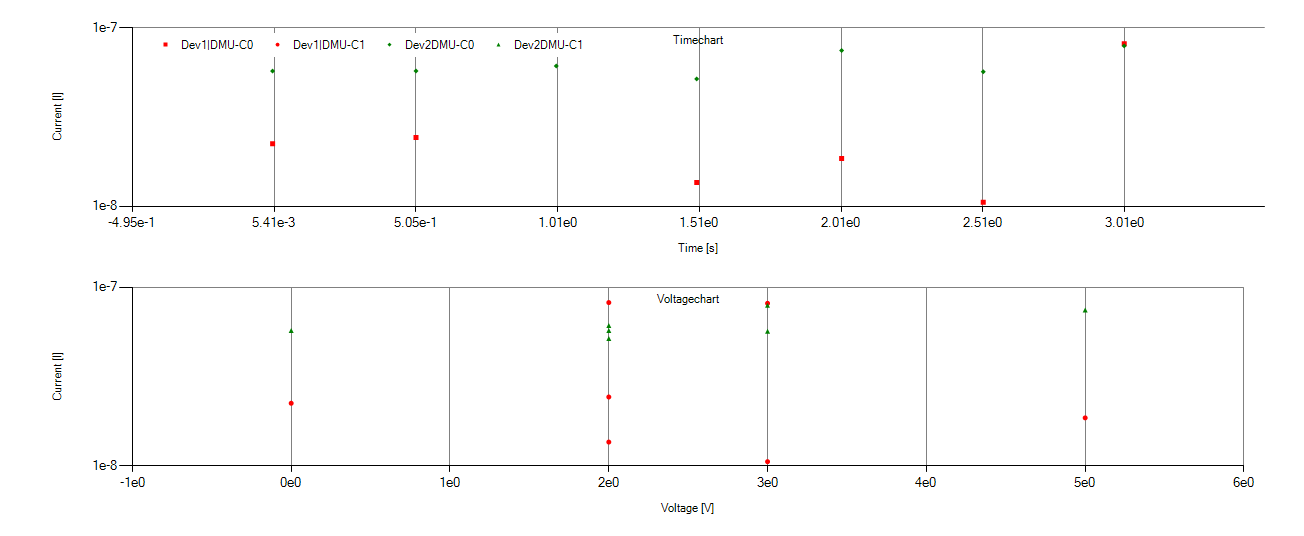 1e-7
Dev1|DMU-C0 Dev1|DMU-C1 Dev2DMU-C0 Dev2DMU-C1
Timechart
Current [I]
1e-8
-4.95e-1 5.41e-3 5.05e-1 1.01e0 1.51e0 2.01e0 2.51e0 3.01e0
Time [s]
1e-7
Voltagechart
Current [I]
1e-8
-1e0 0e0 1e0 2e0 3e0 4e0 5e0 6e0
Voltage [V]